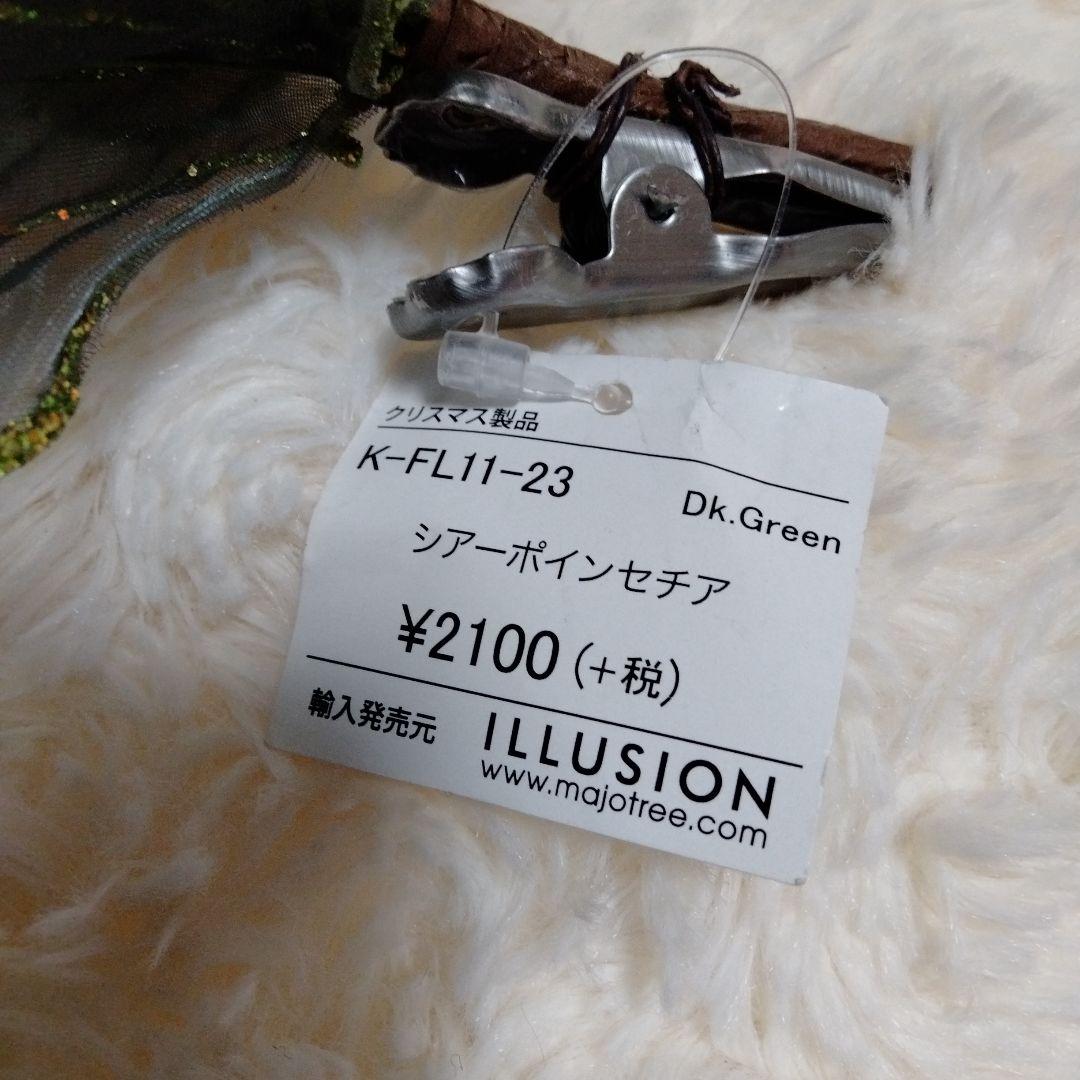 クリスマス製品
K-FL11-23 Dk.Green
シアーポインセチア
¥2100(+税)
輸入発売元 ILLUSION
www.majotree.com